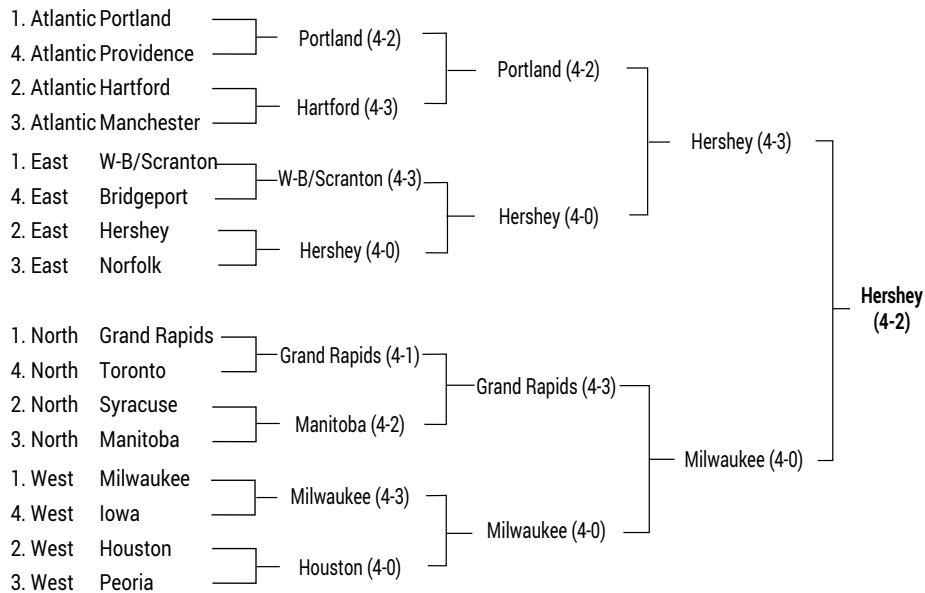 1. Atlantic Portland
4. Atlantic Providence
2. Atlantic Hartford
3. Atlantic Manchester
1. East W-B/Scranton
4. East Bridgeport
2. East Hershey
3. East Norfolk
1. North Grand Rapids
4. North Toronto
2. North Syracuse
3. North Manitoba
1. West Milwaukee
4. West Iowa
2. West Houston
3. West Peoria
Portland (4-2)
Hartford (4-3)
W-B/Scranton (4-3)
Hershey (4-0)
Grand Rapids (4-1)
Manitoba (4-2)
Milwaukee (4-3)
Houston (4-0)
Portland (4-2)
Hershey (4-0)
Grand Rapids (4-3)
Milwaukee (4-0)
Hershey (4-3)
Milwaukee (4-0)
Hershey
(4-2)